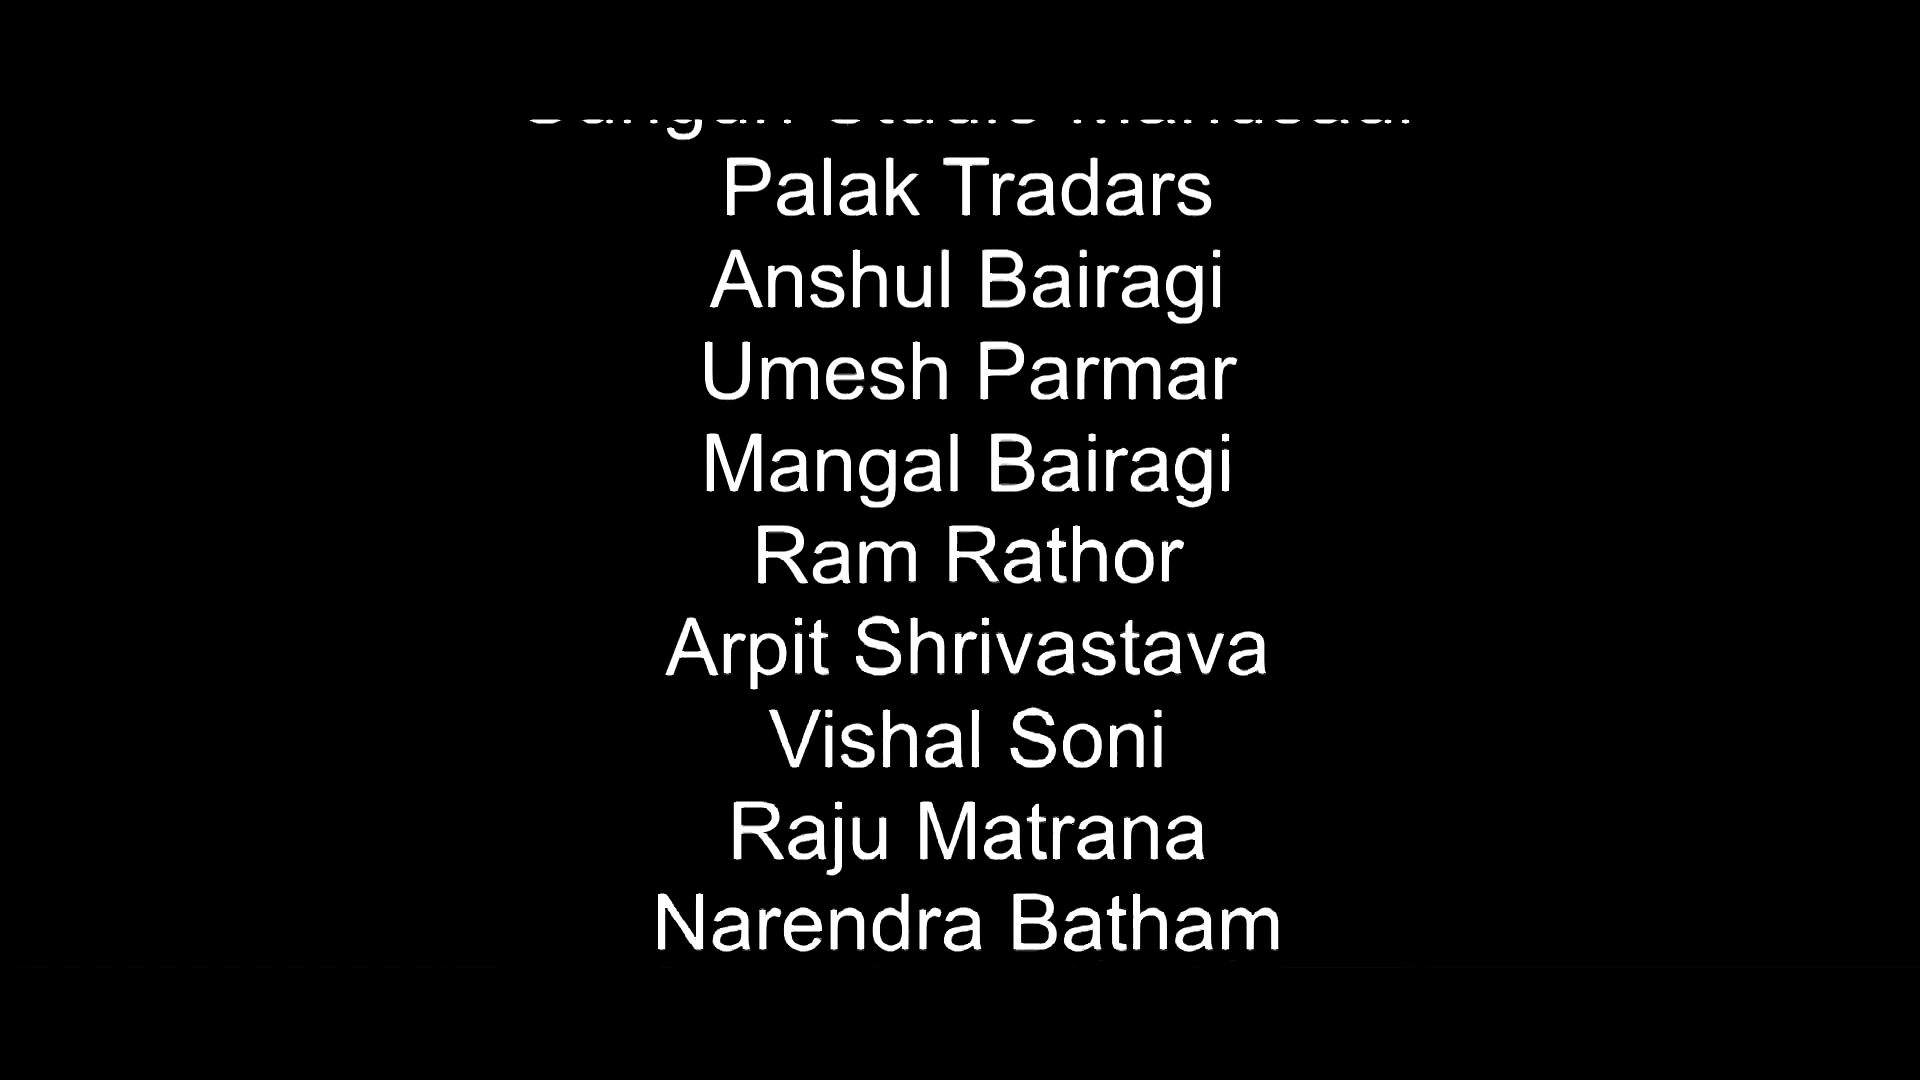 Palak Tradars
Anshul Bairagi
Umesh Parmar
Mangal Bairagi
Ram Rathor
Arpit Shrivastava
Vishal Soni
Raju Matrana
Narendra Batham